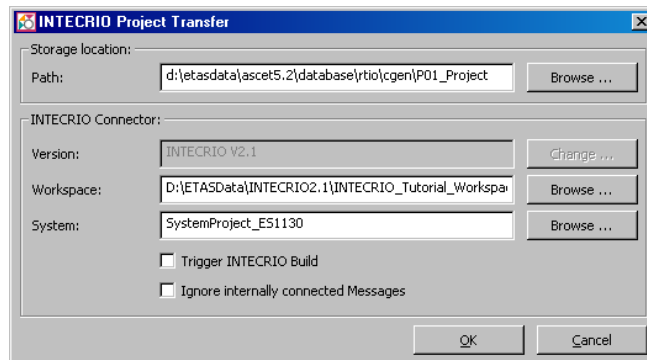 INTECRIO Project Transfer
Storage location:
Path: d:\etasdata\ascet5.2\database\rtio\cgen\P01_Project Browse ...
INTECRIO Connector:
Version: INTECRIO V2.1 Change ...
Workspace: D:\ETASData\INTECRIO2.1\INTECRIO_Tutorial_Workspa Browse ...
System: SystemProject_ES1130 Browse ...
Trigger INTECRIO Build
Ignore internally connected Messages
OK Cancel